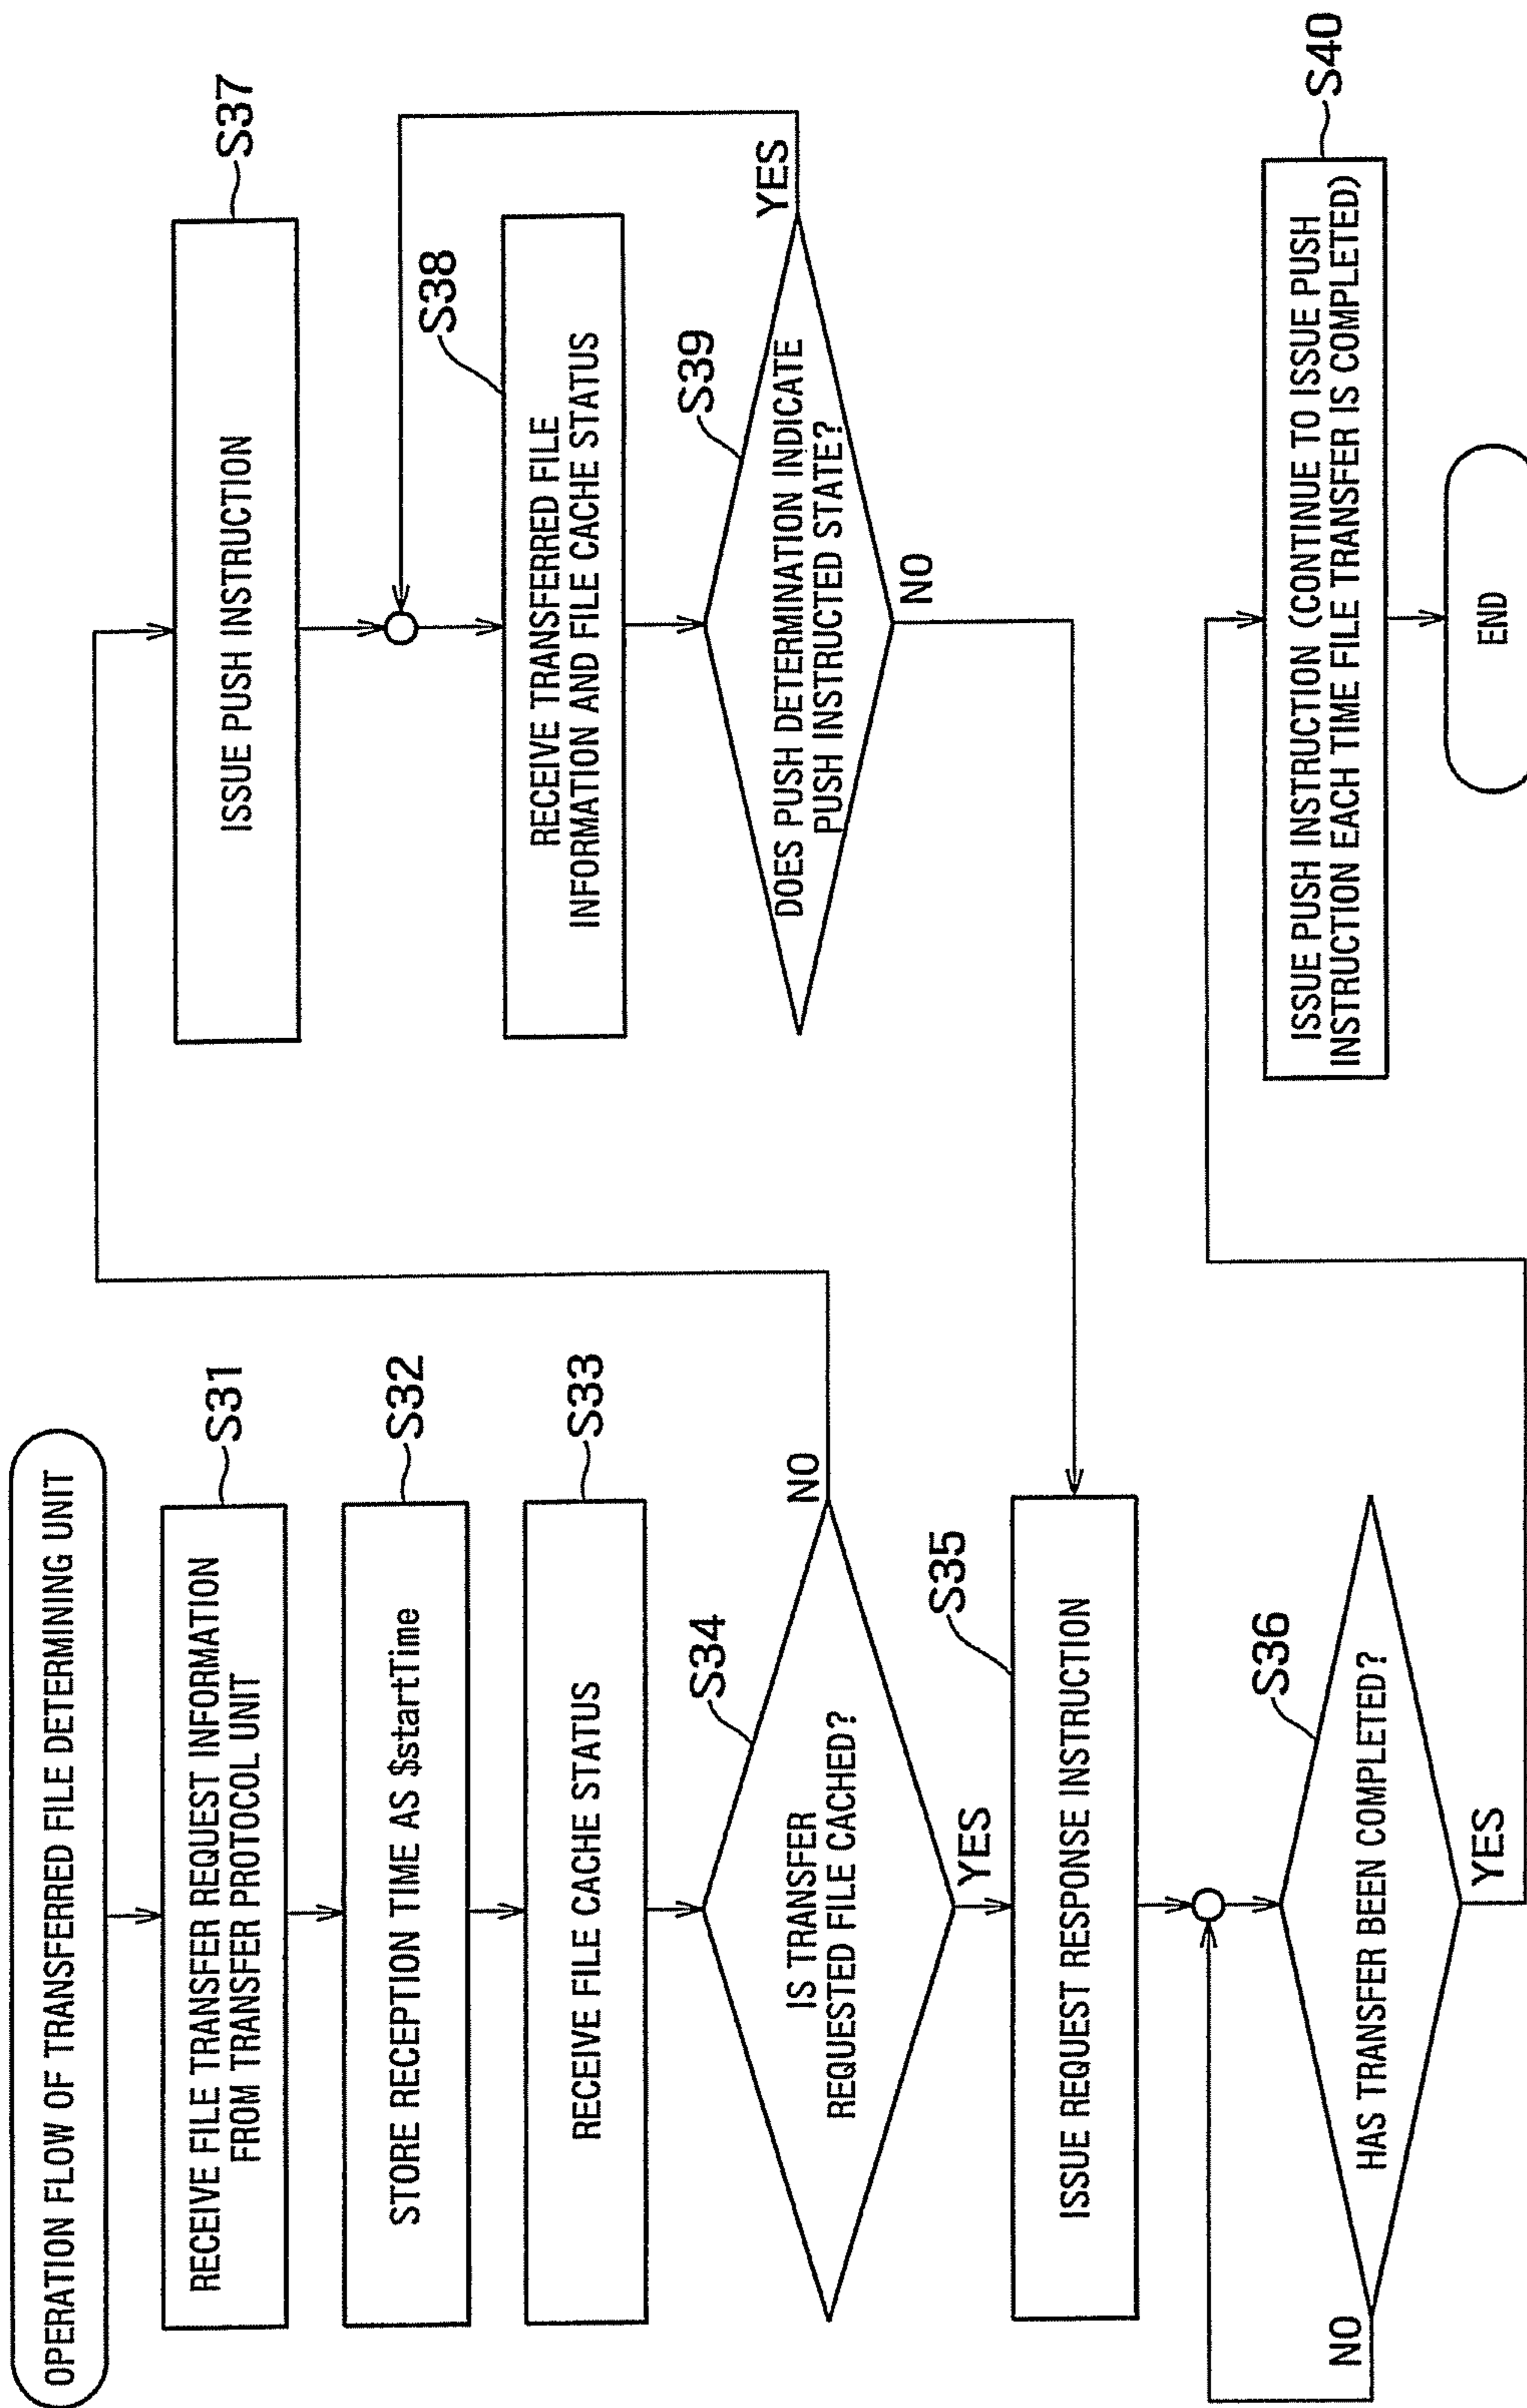 OPERATION FLOW OF TRANSFERRED FILE DETERMINING UNIT
S31
RECEIVE FILE TRANSFER REQUEST INFORMATION
FROM TRANSFER PROTOCOL UNIT
S32
STORE RECEPTION TIME AS $startTime
S33
RECEIVE FILE CACHE STATUS
S34
IS TRANSFER
REQUESTED FILE CACHED?
NO
YES
S35
ISSUE REQUEST RESPONSE INSTRUCTION
S36
HAS TRANSFER BEEN COMPLETED?
NO
YES
S37
ISSUE PUSH INSTRUCTION
S38
RECEIVE TRANSFERRED FILE
INFORMATION AND FILE CACHE STATUS
S39
DOES PUSH DETERMINATION INDICATE
PUSH INSTRUCTED STATE?
YES
NO
S40
ISSUE PUSH INSTRUCTION (CONTINUE TO ISSUE PUSH
INSTRUCTION EACH TIME FILE TRANSFER IS COMPLETED)
END